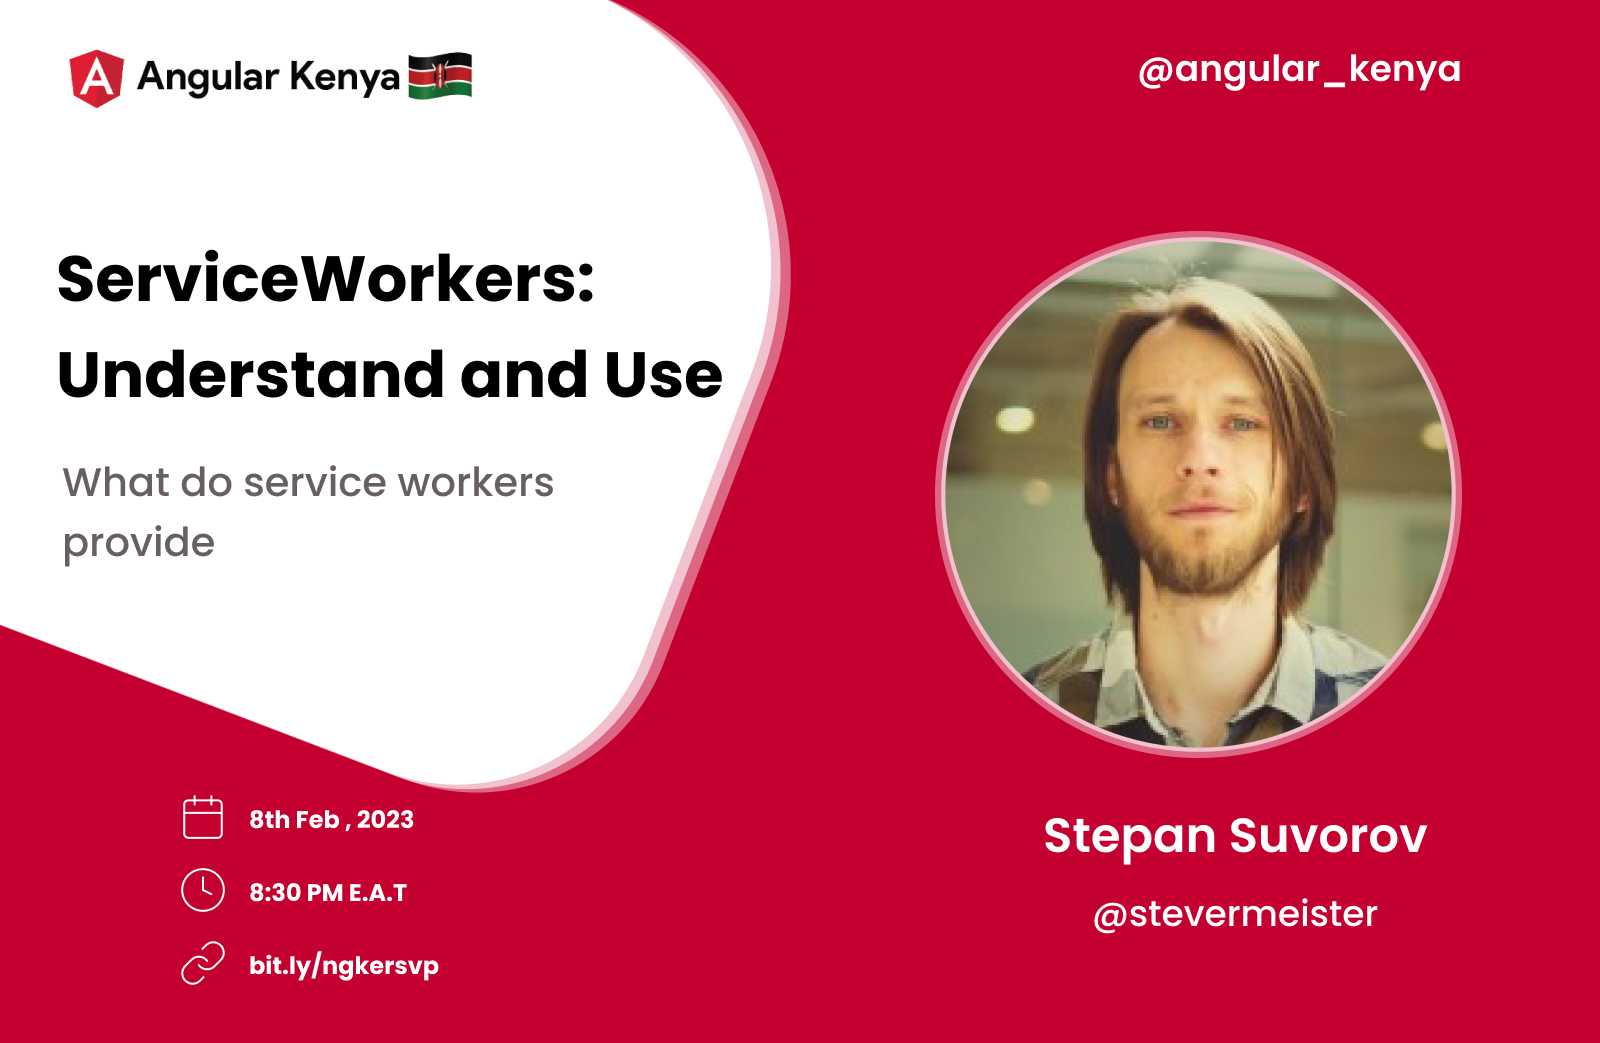 Angular Kenya
@angular_kenya
ServiceWorkers:
Understand and Use
What do service workers
provide
8th Feb , 2023
8:30 PM E.A.T
bit.ly/ngkersvp
Stepan Suvorov
@stevermeister